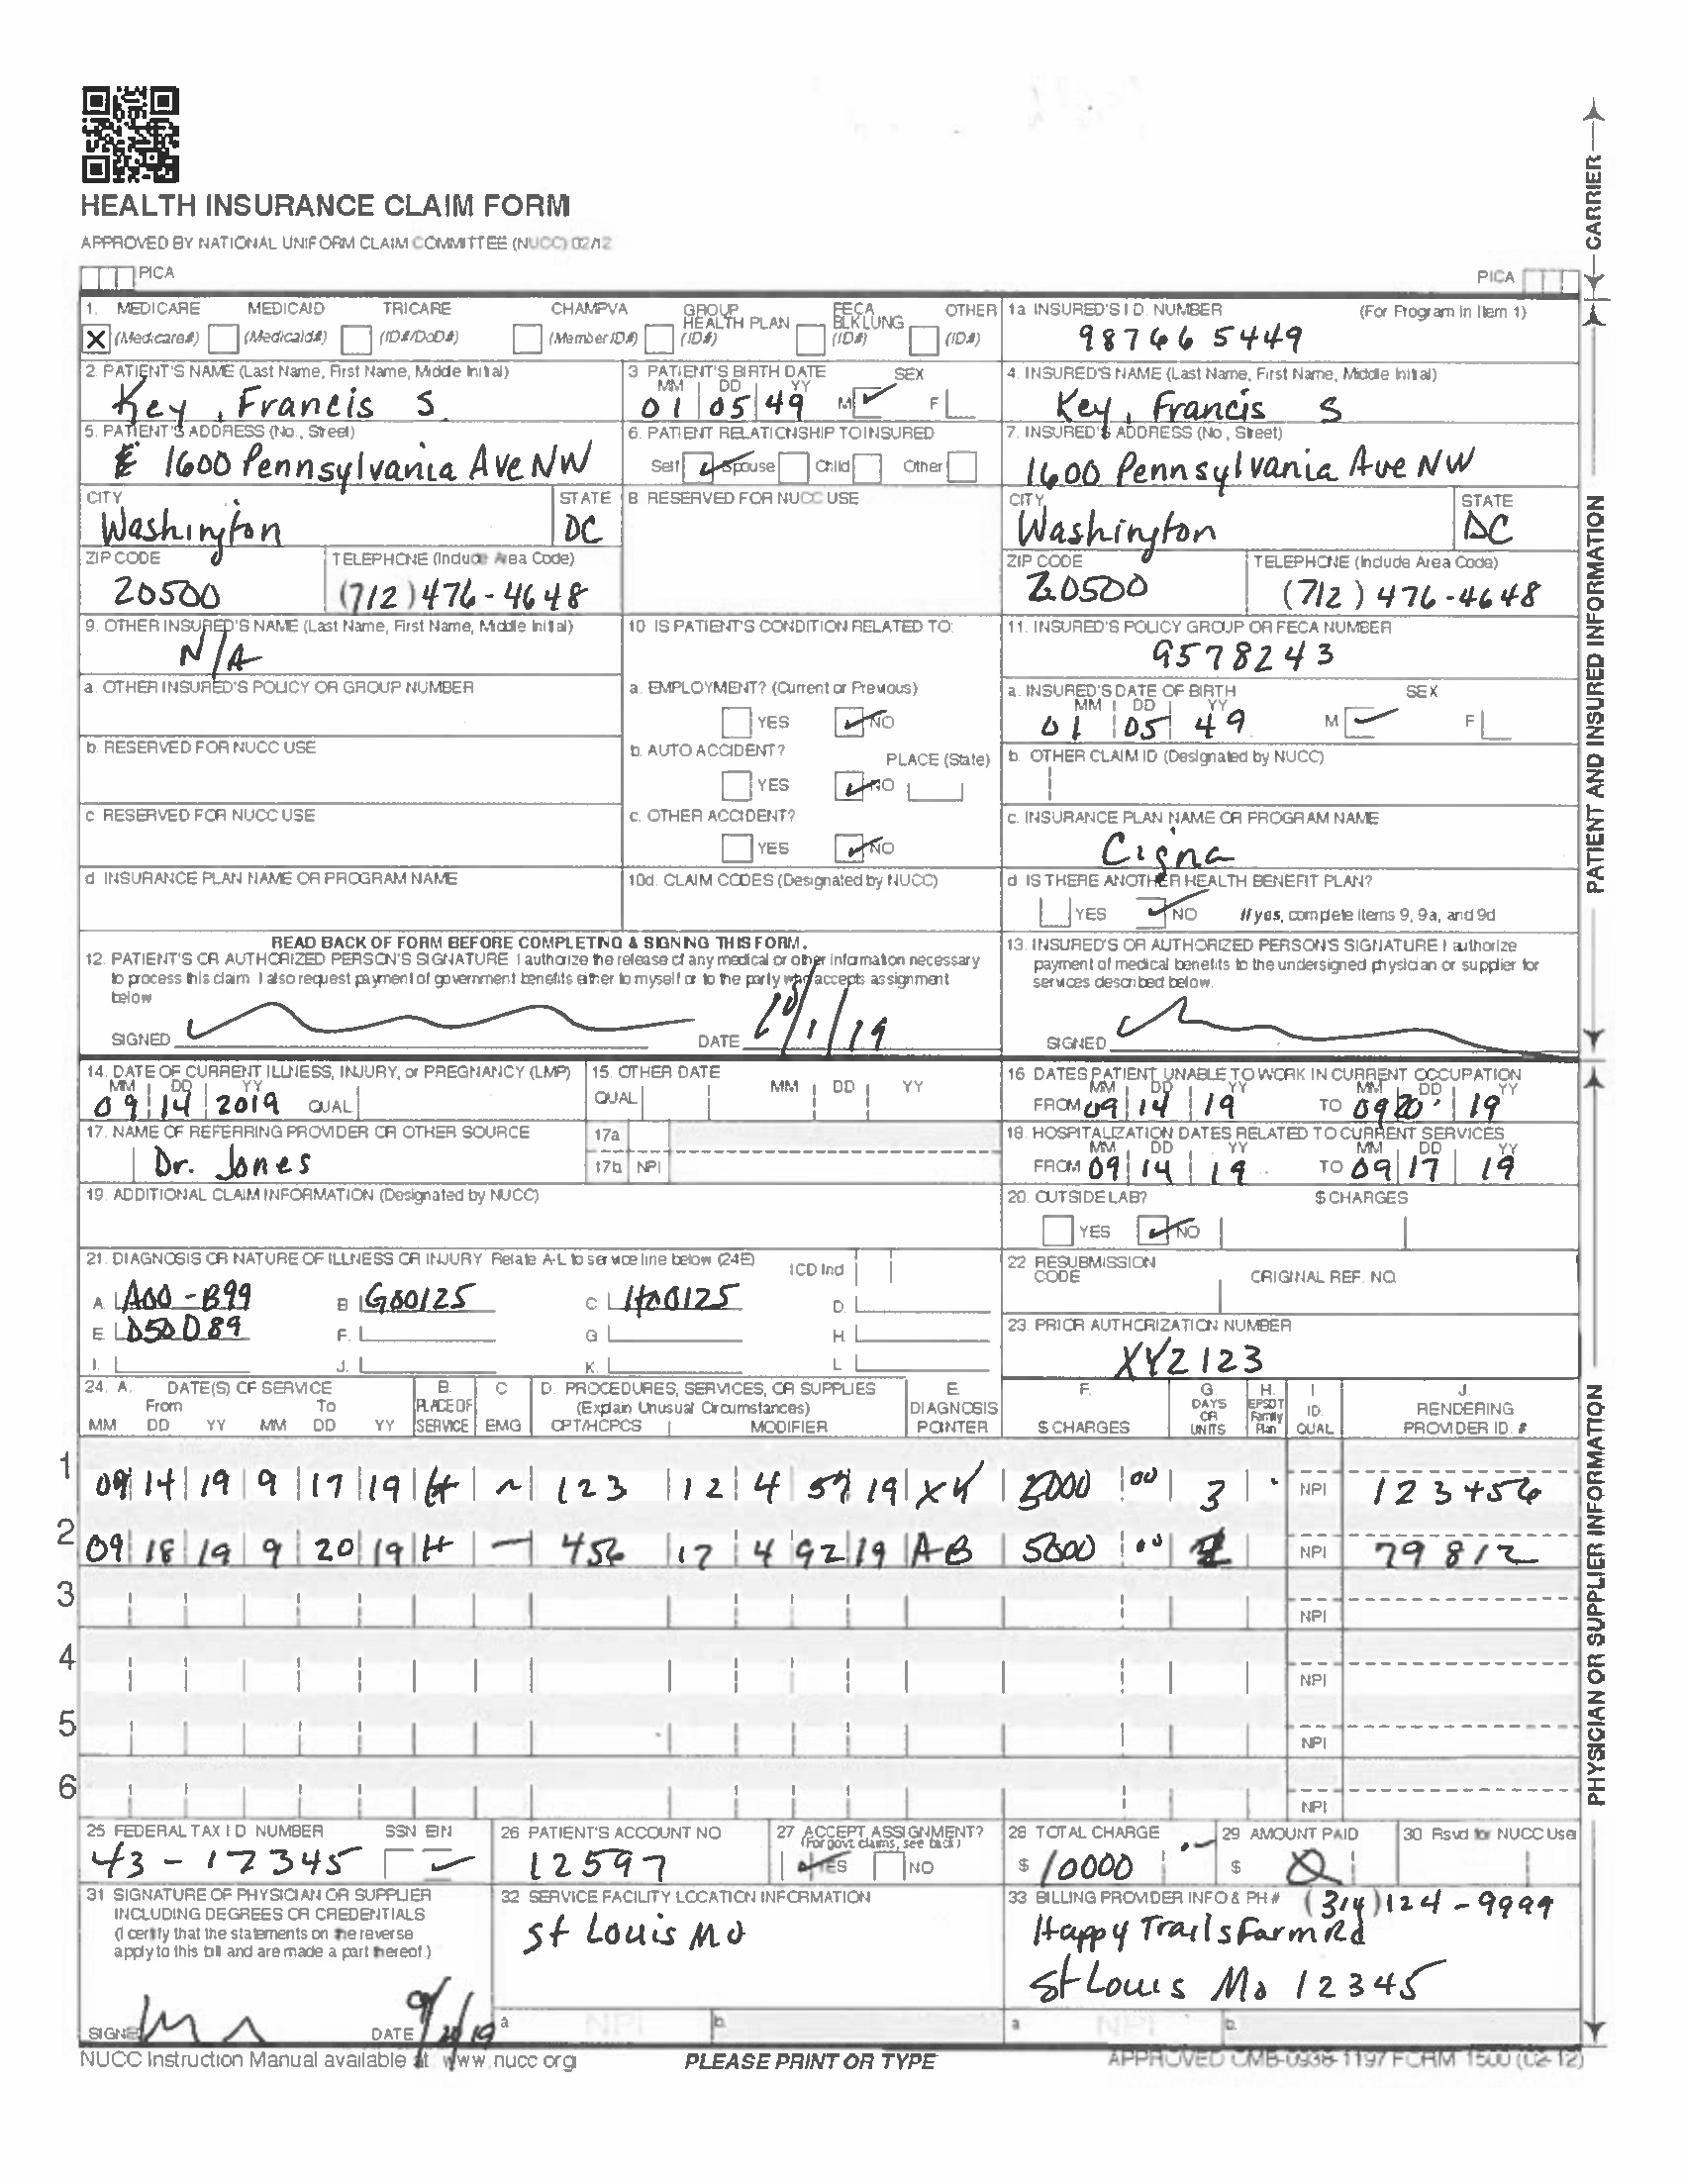 HEALTH INSURANCE CLAIM FORM
APPROVED BY NATIONAL UNIFORM CLAIM COMMITTEE (NUCC) 02/12
PICA
PICA
CARRIER
1. MEDICARE MEDICAID TRICARE CHAMPVA GROUP HEALTH PLAN FECA BLK LUNG OTHER
X (Medicare#) (Medicaid#) (ID#/DoD#) (Member ID#) (ID#) (ID#) (ID#)
1a INSURED'S I.D. NUMBER (For Program in Item 1)
98766 5449
2. PATIENT'S NAME (Last Name, First Name, Middle Initial)
Key, Francis S.
3 PATIENT'S BIRTH DATE SEX
MM DD YY
01 05 49 M F
4. INSURED'S NAME (Last Name, First Name, Middle Initial)
Key, Francis S
5. PATIENT'S ADDRESS (No., Street)
1600 Pennsylvania Ave NW
6. PATIENT RELATIONSHIP TO INSURED
Self Spouse Child Other
7. INSURED'S ADDRESS (No., Street)
1600 Pennsylvania Ave NW
CITY STATE
Washington DC
8 RESERVED FOR NUCC USE
CITY STATE
Washington DC
ZIP CODE TELEPHONE (Include Area Code)
20500 (712) 476-4648
ZIP CODE TELEPHONE (Include Area Code)
20500 (712) 476-4648
9. OTHER INSURED'S NAME (Last Name, First Name, Middle Initial)
N/A
10 IS PATIENT'S CONDITION RELATED TO:
11. INSURED'S POLICY GROUP OR FECA NUMBER
9578243
a. OTHER INSURED'S POLICY OR GROUP NUMBER
a. EMPLOYMENT? (Current or Previous)
YES NO
a. INSURED'S DATE OF BIRTH SEX
MM DD YY
01 05 49 M F
b. RESERVED FOR NUCC USE
b. AUTO ACCIDENT? PLACE (State)
YES NO
b. OTHER CLAIM ID (Designated by NUCC)
c RESERVED FOR NUCC USE
c. OTHER ACCIDENT?
YES NO
c. INSURANCE PLAN NAME OR PROGRAM NAME
Cigna
d INSURANCE PLAN NAME OR PROGRAM NAME
10d. CLAIM CODES (Designated by NUCC)
d IS THERE ANOTHER HEALTH BENEFIT PLAN?
YES NO If yes, complete items 9, 9a, and 9d
READ BACK OF FORM BEFORE COMPLETING & SIGNING THIS FORM.
12. PATIENT'S OR AUTHORIZED PERSON'S SIGNATURE I authorize the release of any medical or other information necessary
to process this claim I also request payment of government benefits either to myself or to the party who accepts assignment
below
SIGNED DATE 10/1/19
13. INSURED'S OR AUTHORIZED PERSON'S SIGNATURE I authorize
payment of medical benefits to the undersigned physician or supplier for
services described below.
SIGNED
PATIENT AND INSURED INFORMATION
14. DATE OF CURRENT ILLNESS, INJURY, or PREGNANCY (LMP)
MM DD YY
09 14 2019 QUAL
15. OTHER DATE
QUAL MM DD YY
16 DATES PATIENT UNABLE TO WORK IN CURRENT OCCUPATION
MM DD YY MM DD YY
FROM 09 14 19 TO 09 20 19
17. NAME OF REFERRING PROVIDER OR OTHER SOURCE
Dr. Jones
17a
17b NPI
18. HOSPITALIZATION DATES RELATED TO CURRENT SERVICES
MM DD YY MM DD YY
FROM 09 14 19 TO 09 17 19
19. ADDITIONAL CLAIM INFORMATION (Designated by NUCC)
20. OUTSIDE LAB? $ CHARGES
YES NO
21. DIAGNOSIS OR NATURE OF ILLNESS OR INJURY Relate A-L to service line below (24E) ICD Ind
A. A00-B99 B G00125 C H00125 D.
E. D50D89 F. G H.
I. J. K. L
22. RESUBMISSION CODE ORIGINAL REF. NO.
23. PRIOR AUTHORIZATION NUMBER
XYZ123
24. A. DATE(S) OF SERVICE B. C D. PROCEDURES, SERVICES, OR SUPPLIES E. F. G. H. I J.
From To PLACE OF (Explain Unusual Circumstances) DIAGNOSIS DAYS OR EPSDT Family ID. RENDERING
MM DD YY MM DD YY SERVICE EMG CPT/HCPCS MODIFIER POINTER $ CHARGES UNITS Plan QUAL PROVIDER ID. #
1 09 14 19 9 17 19 H 123 12 4 57 19 XY 5000 00 3 NPI 123456
2 09 18 19 9 20 19 H – 456 17 4 92 19 AB 5000 00 NPI 79812
3 NPI
4 NPI
5 NPI
6 NPI
25 FEDERAL TAX I D NUMBER SSN EIN
43-12345
26 PATIENT'S ACCOUNT NO
12597
27 ACCEPT ASSIGNMENT?
(For govt. claims, see back)
YES NO
28 TOTAL CHARGE
$ 10000
29 AMOUNT PAID
$ 0
30 Rsvd for NUCC Use
31 SIGNATURE OF PHYSICIAN OR SUPPLIER
INCLUDING DEGREES OR CREDENTIALS
(I certify that the statements on the reverse
apply to this bill and are made a part thereof.)
SIGNED DATE
32 SERVICE FACILITY LOCATION INFORMATION
St Louis Mo
a NPI b.
33 BILLING PROVIDER INFO & PH # (314) 124-9999
Happy Trails Farm Rd
St Louis Mo 12345
a NPI b.
PHYSICIAN OR SUPPLIER INFORMATION
NUCC Instruction Manual available at: www.nucc.org
PLEASE PRINT OR TYPE
APPROVED OMB-0938-1197 FORM 1500 (02-12)